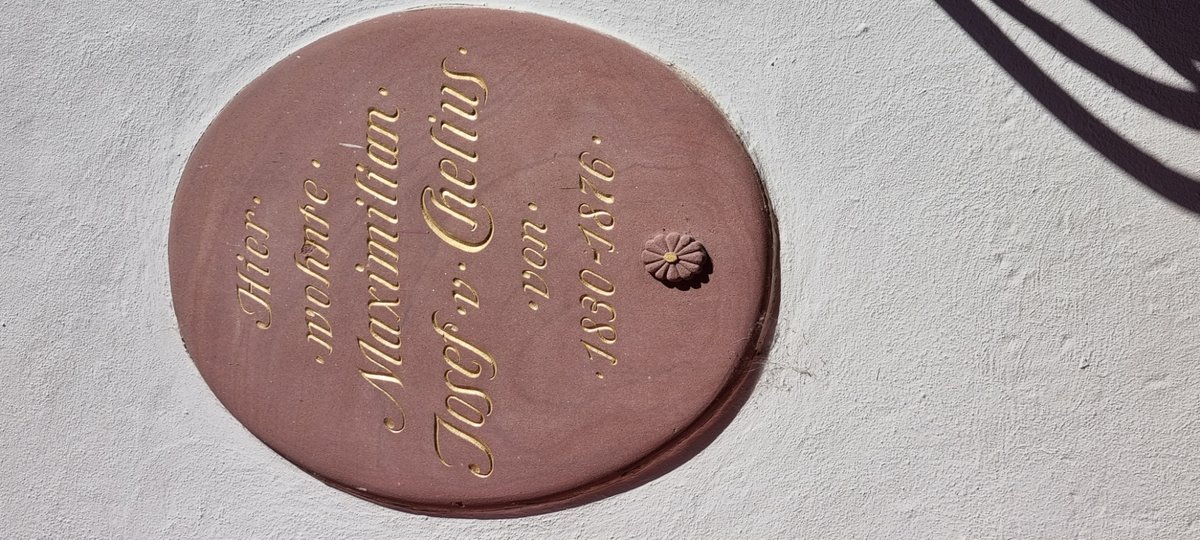 Hier·
·wohnte·
Maximilian·
Josef·v·Chelius·
·von·
·1830-1876·